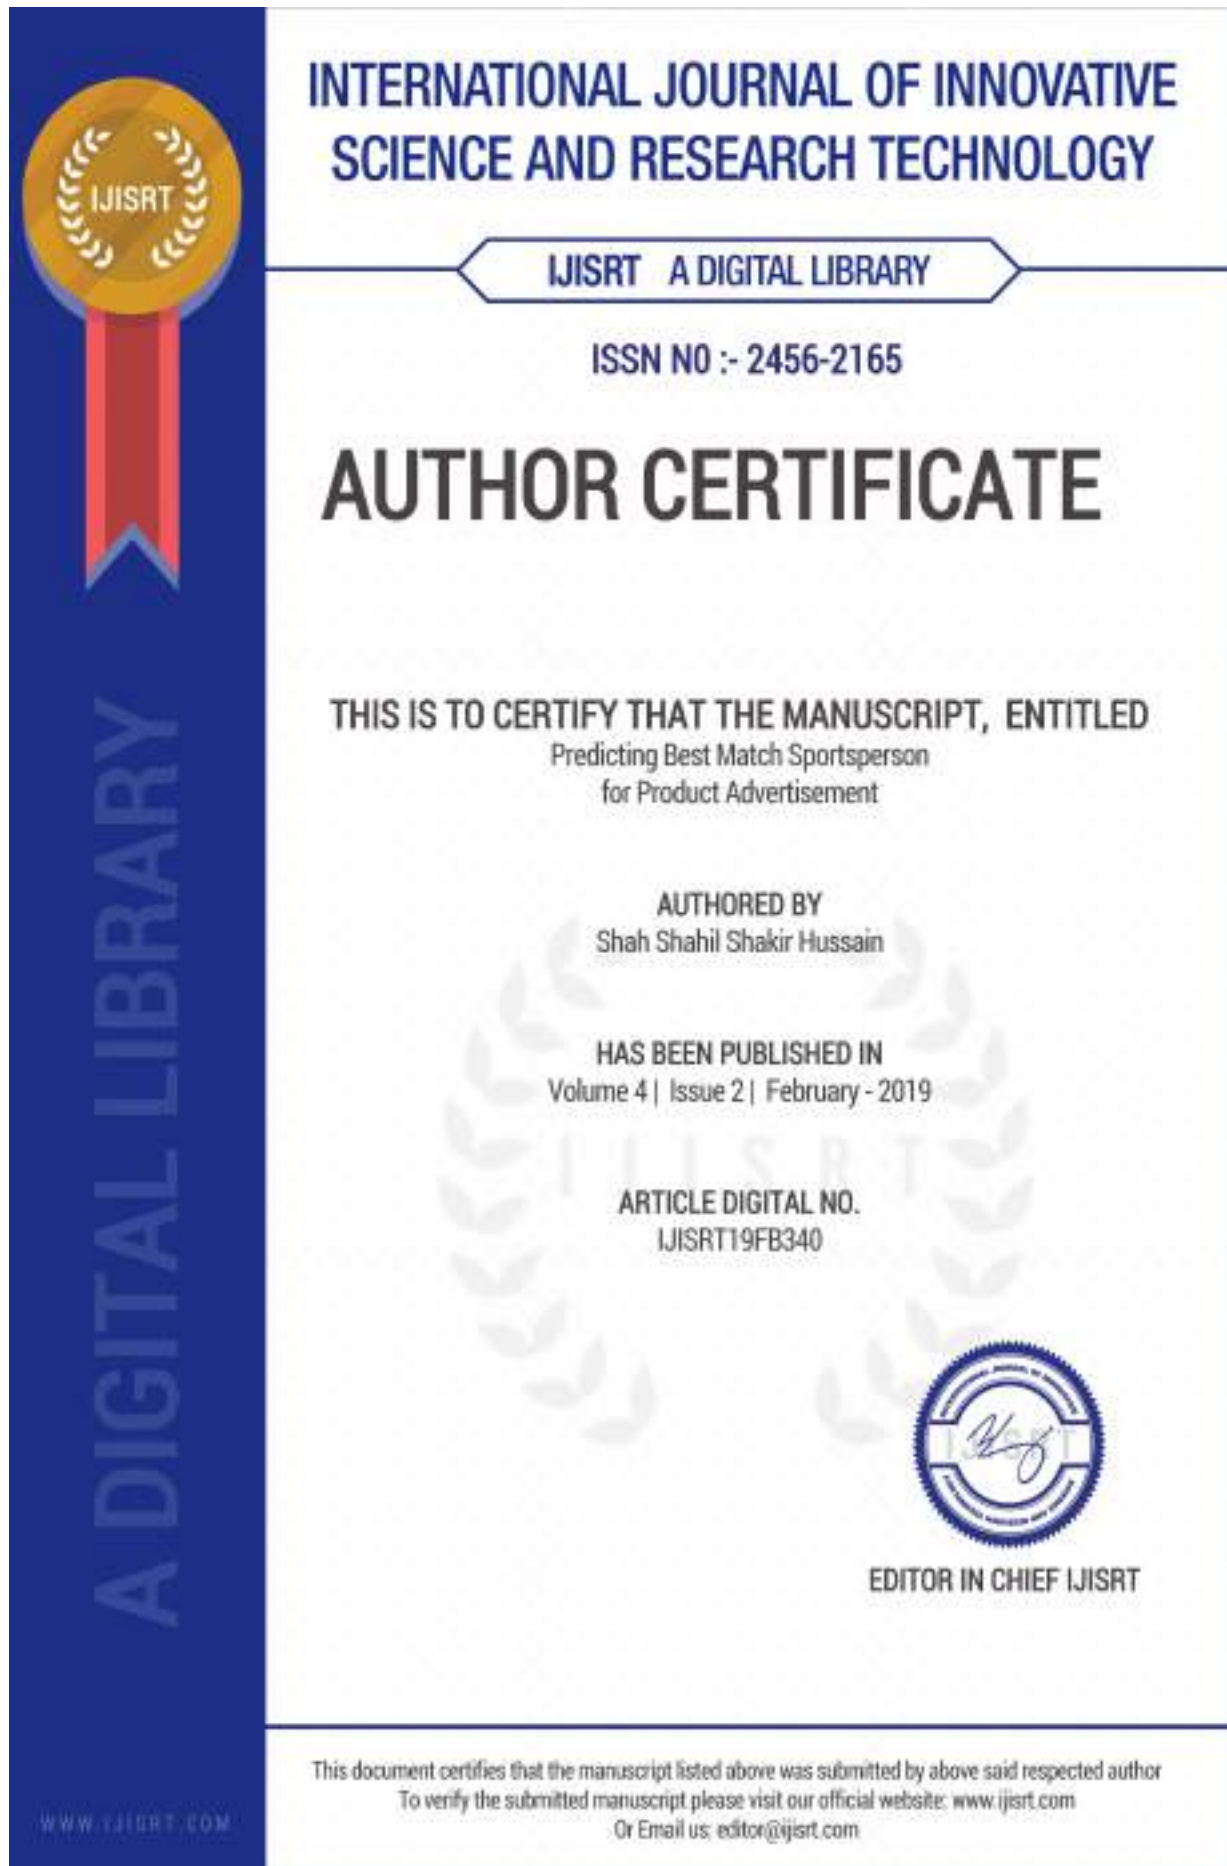 IJISRT
INTERNATIONAL JOURNAL OF INNOVATIVE
SCIENCE AND RESEARCH TECHNOLOGY
IJISRT A DIGITAL LIBRARY
ISSN NO :- 2456-2165
AUTHOR CERTIFICATE
THIS IS TO CERTIFY THAT THE MANUSCRIPT, ENTITLED
Predicting Best Match Sportsperson
for Product Advertisement
AUTHORED BY
Shah Shahil Shakir Hussain
HAS BEEN PUBLISHED IN
Volume 4 | Issue 2 | February - 2019
IJISRT
ARTICLE DIGITAL NO.
IJISRT19FB340
IJISRT
EDITOR IN CHIEF IJISRT
This document certifies that the manuscript listed above was submitted by above said respected author
To verify the submitted manuscript please visit our official website: www.ijisrt.com
Or Email us: editor@ijisrt.com
A DIGITAL LIBRARY
WWW.IJISRT.COM